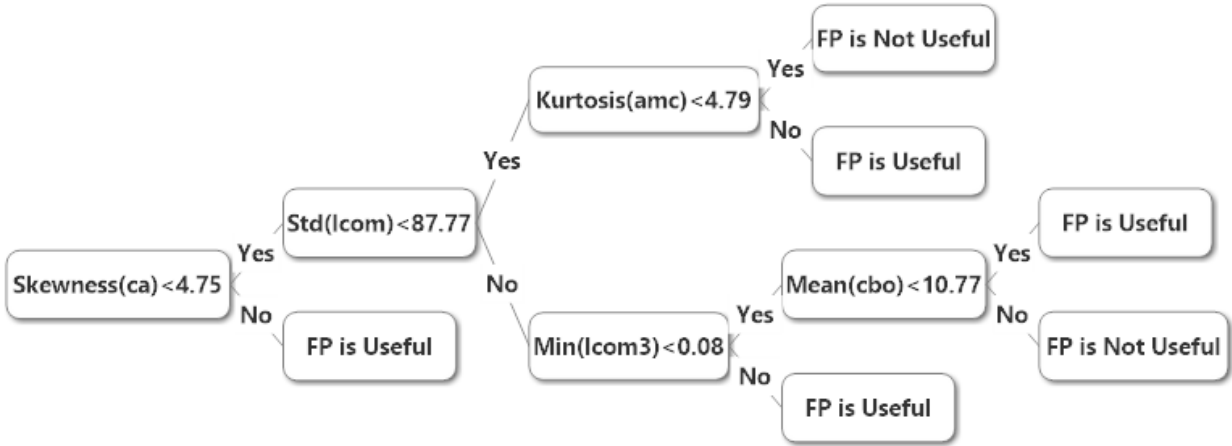 FP is Not Useful
Yes
Kurtosis(amc)<4.79
No
FP is Useful
Yes
Std(lcom)<87.77
FP is Useful
Yes
Yes
Skewness(ca)<4.75
No
Mean(cbo)<10.77
No
Yes
No
FP is Useful
Min(lcom3)<0.08
FP is Not Useful
No
FP is Useful